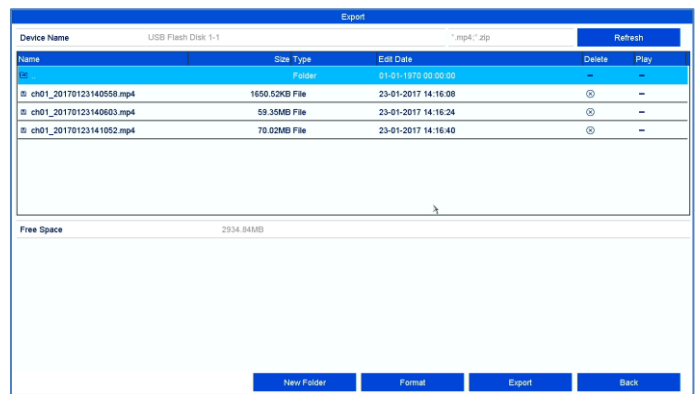 Export
Device Name USB Flash Disk 1-1 *.mp4;*.zip Refresh
Name Size Type Edit Date Delete Play
.. Folder 01-01-1970 00:00:00 — —
ch01_20170123140558.mp4 1650.52KB File 23-01-2017 14:16:08 —
ch01_20170123140603.mp4 59.35MB File 23-01-2017 14:16:24 —
ch01_20170123141052.mp4 70.02MB File 23-01-2017 14:16:40 —
Free Space 2934.84MB
New Folder Format Export Back